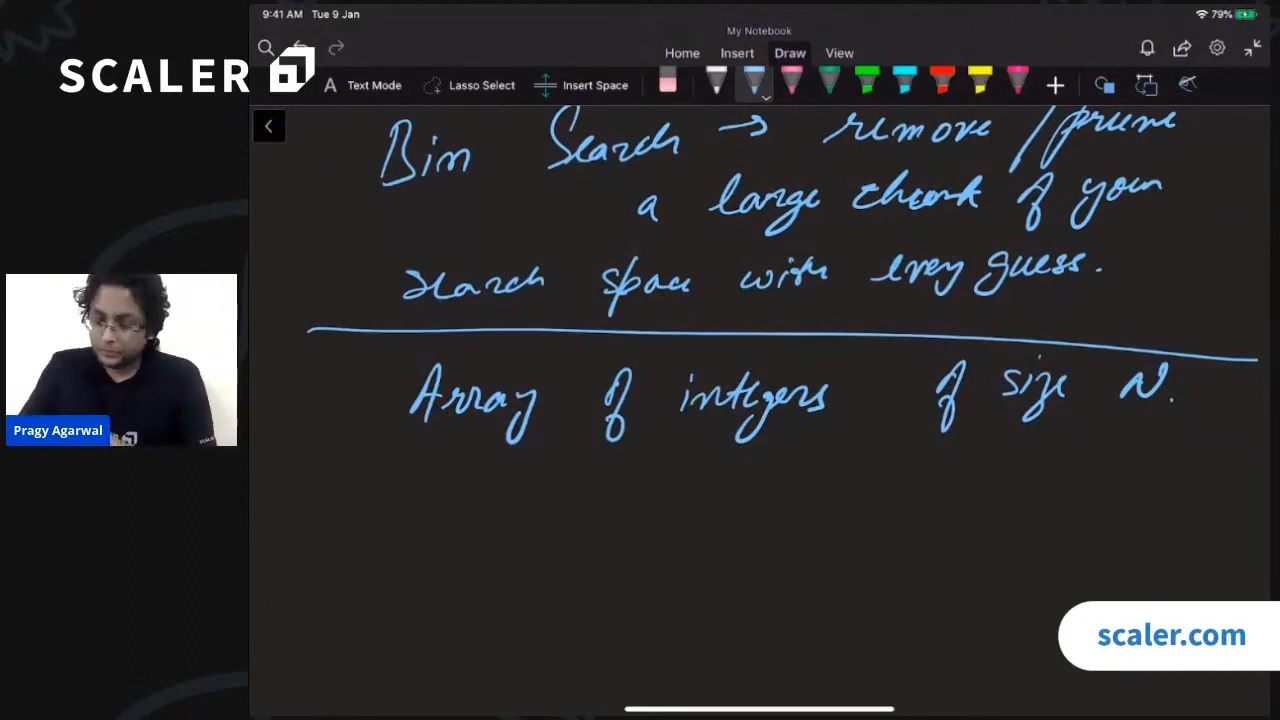 9:41 AM Tue 9 Jan
79%
My Notebook
SCALER
Home Insert Draw View
Text Mode Lasso Select Insert Space
Bin Search → remove/prune
a large chunk of your
search space with every guess.
Array of integers of size N.
Pragy Agarwal
SCALER
scaler.com